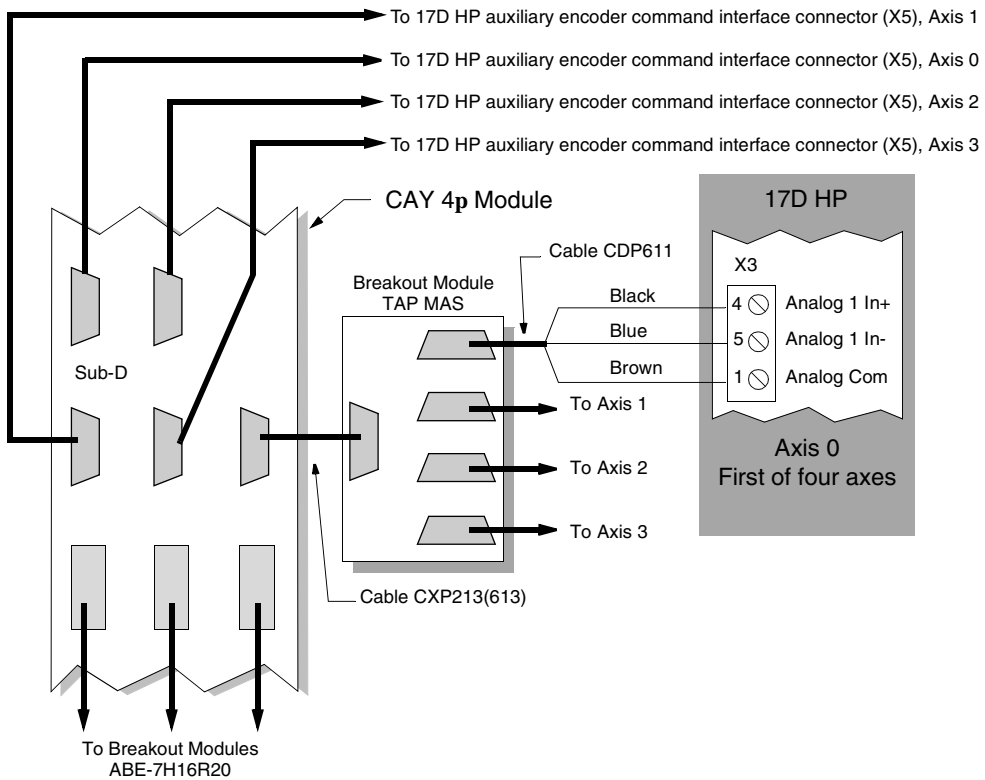 To 17D HP auxiliary encoder command interface connector (X5), Axis 1
To 17D HP auxiliary encoder command interface connector (X5), Axis 0
To 17D HP auxiliary encoder command interface connector (X5), Axis 2
To 17D HP auxiliary encoder command interface connector (X5), Axis 3
CAY 4p Module
17D HP
Cable CDP611
X3
Breakout Module
TAP MAS
Black
4
Analog 1 In+
Blue
5
Analog 1 In-
Sub-D
Brown
1
Analog Com
To Axis 1
Axis 0
First of four axes
To Axis 2
To Axis 3
Cable CXP213(613)
To Breakout Modules
ABE-7H16R20